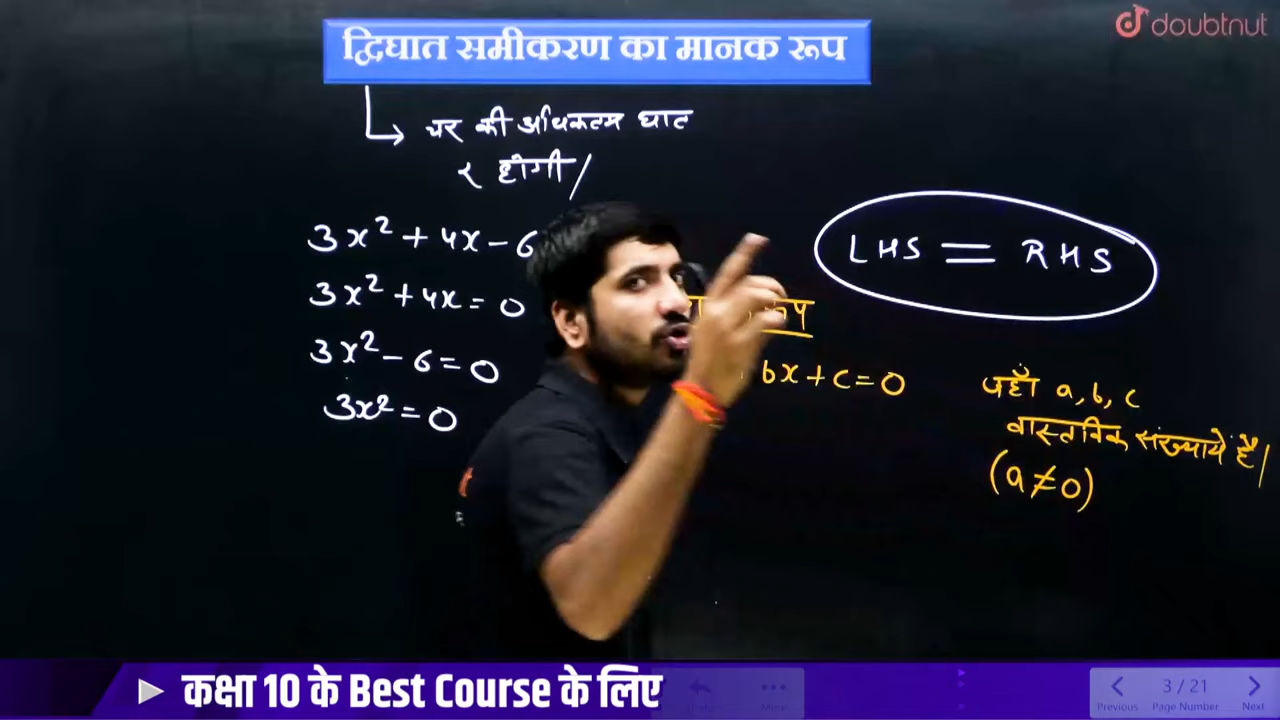 द्विघात समीकरण का मानक रूप
doubtnut
चर की अधिकतम घात
२ होगी/
3x² + 4x - 6
3x² + 4x = 0
3x² - 6 = 0
3x² = 0
LHS = RHS
रूप
bx + c = 0
जहाँ a, b, c
वास्तविक संख्याये हैं/
(a ≠ 0)
कक्षा 10 के Best Course के लिए
3 / 21
Previous Page Number Next